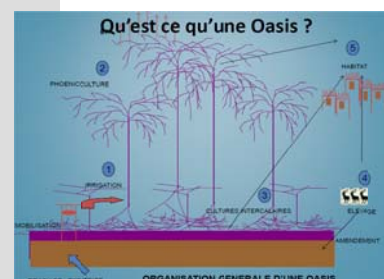 Qu'est ce qu'une Oasis ?
5
HABITAT
2
PHOENICICULTURE
1
IRRIGATION
4
3
CULTURES INTERCALAIRES
ELEVAGE
MOBILISATION
AMENDEMENT
ORGANISATION GENERALE D'UNE OASIS